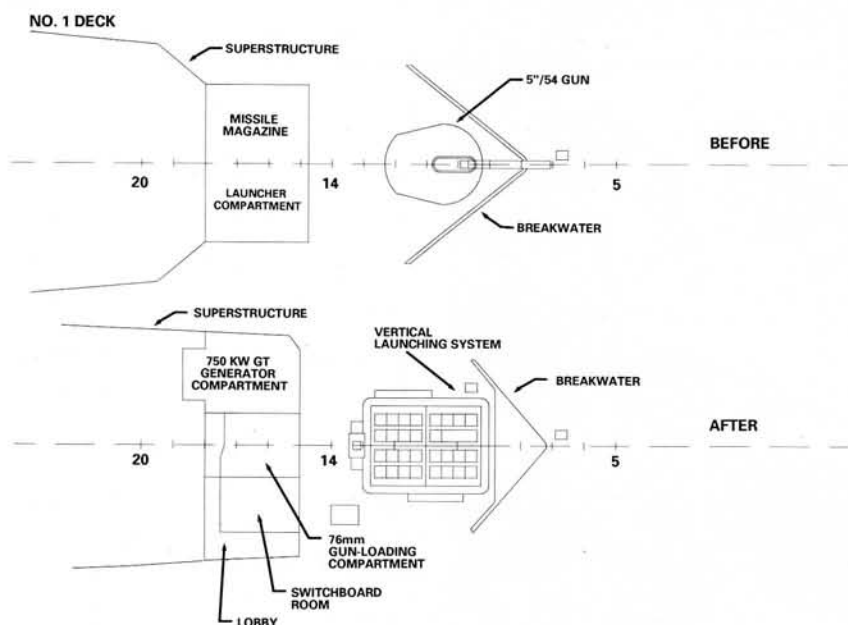 NO. 1 DECK
SUPERSTRUCTURE
5"/54 GUN
MISSILE
MAGAZINE
BEFORE
20
14
5
LAUNCHER
COMPARTMENT
BREAKWATER
SUPERSTRUCTURE
VERTICAL
LAUNCHING SYSTEM
750 KW GT
GENERATOR
COMPARTMENT
BREAKWATER
AFTER
20
14
5
76mm
GUN-LOADING
COMPARTMENT
SWITCHBOARD
ROOM
LOBBY